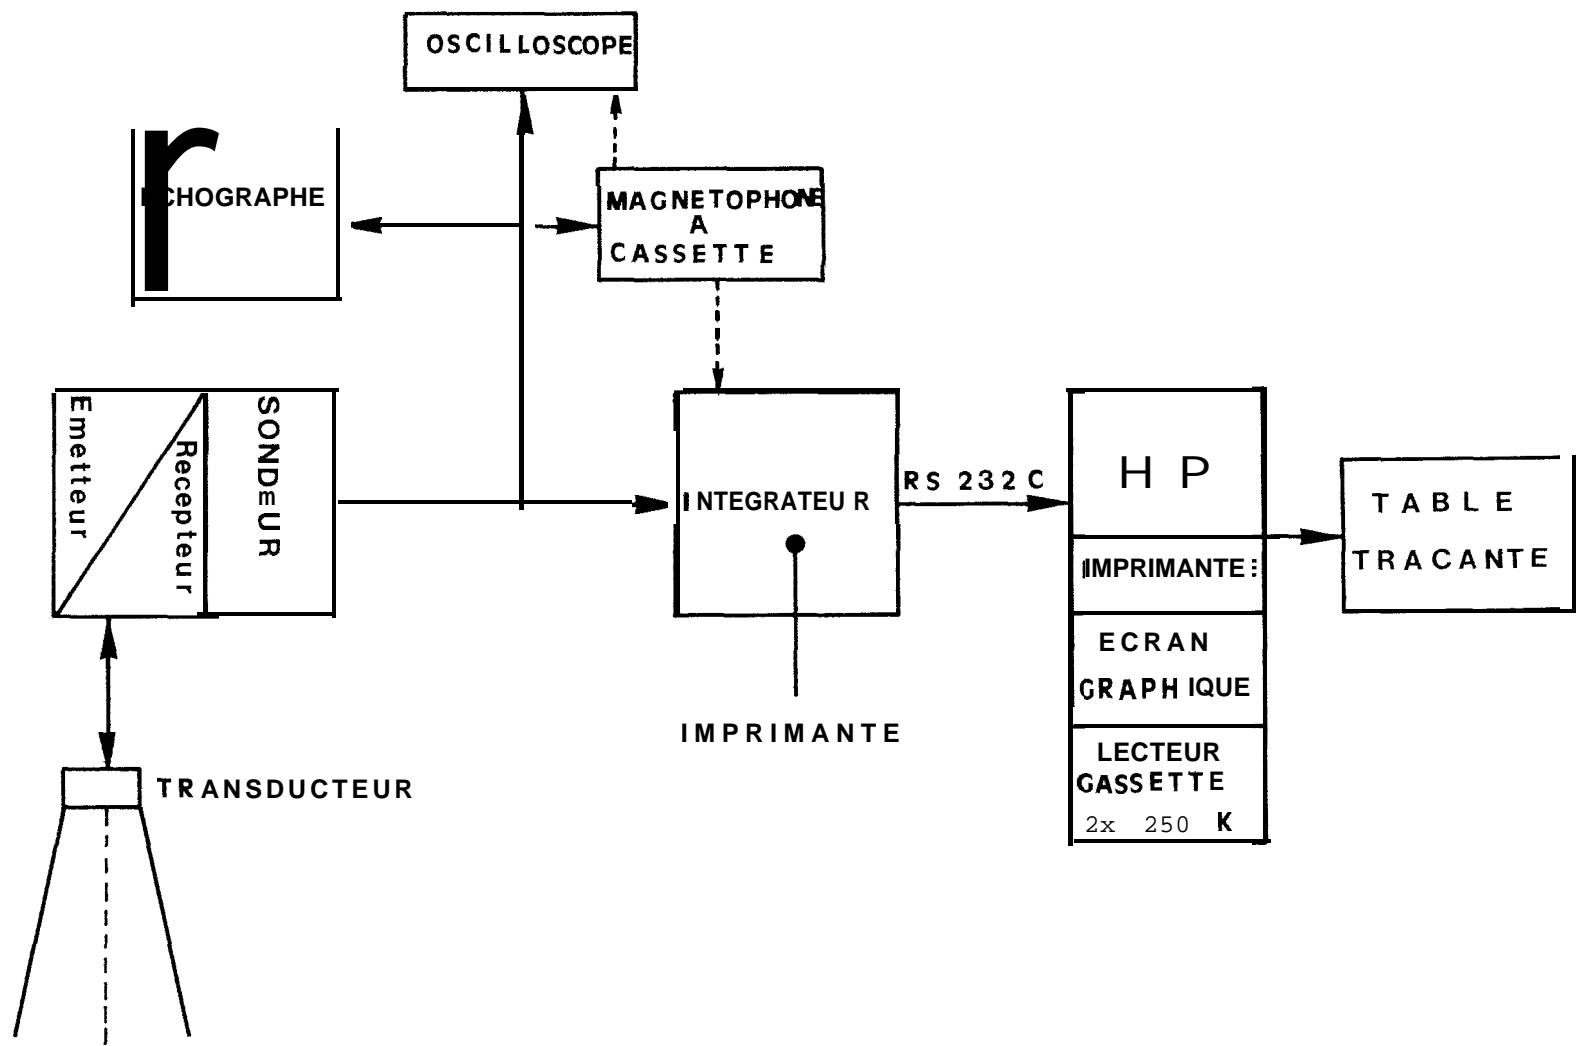 OSCILLOSCOPE
ECHOGRAPHE
MAGNETOPHONE
A
CASSETTE
Emetteur
Recepteur
SONDEUR
INTEGRATEUR
RS 232 C
HP
TABLE
TRACANTE
IMPRIMANTE
ECRAN
GRAPHIQUE
IMPRIMANTE
LECTEUR
CASSETTE
2x 250 K
TRANSDUCTEUR